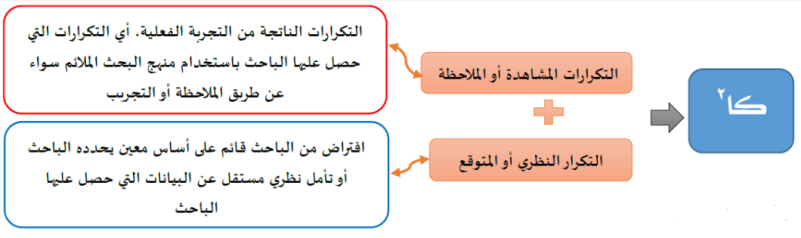 كا٢
التكرارات المشاهدة أو الملاحظة
التكرارات الناتجة من التجربة الفعلية. أي التكرارات التي
حصل عليها الباحث باستخدام منهج البحث الملائم سواء
عن طريق الملاحظة أو التجريب
+
التكرار النظري أو المتوقع
افتراض من الباحث قائم على أساس معين يحدده الباحث
أو تأمل نظري مستقل عن البيانات التي حصل عليها
الباحث